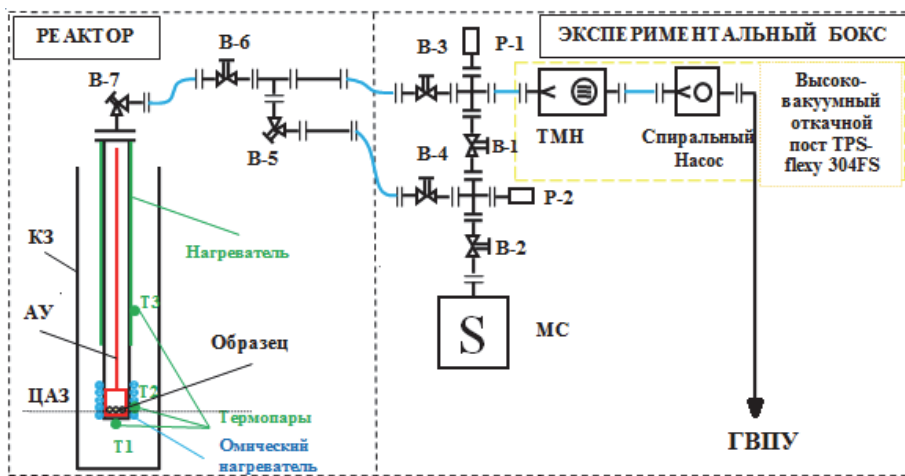 РЕАКТОР
ЭКСПЕРИМЕНТАЛЬНЫЙ БОКС
В-7
В-6
В-3
Р-1
В-5
В-4
В-1
Р-2
В-2
ТМН
Спиральный
Насос
Высоко-
вакуумный
откачной
пост TPS-
flexy 304FS
КЗ
АУ
ЦАЗ
Нагреватель
Т3
Образец
Т2
Термопары
Т1
Омический
нагреватель
S
МС
ГВПУ